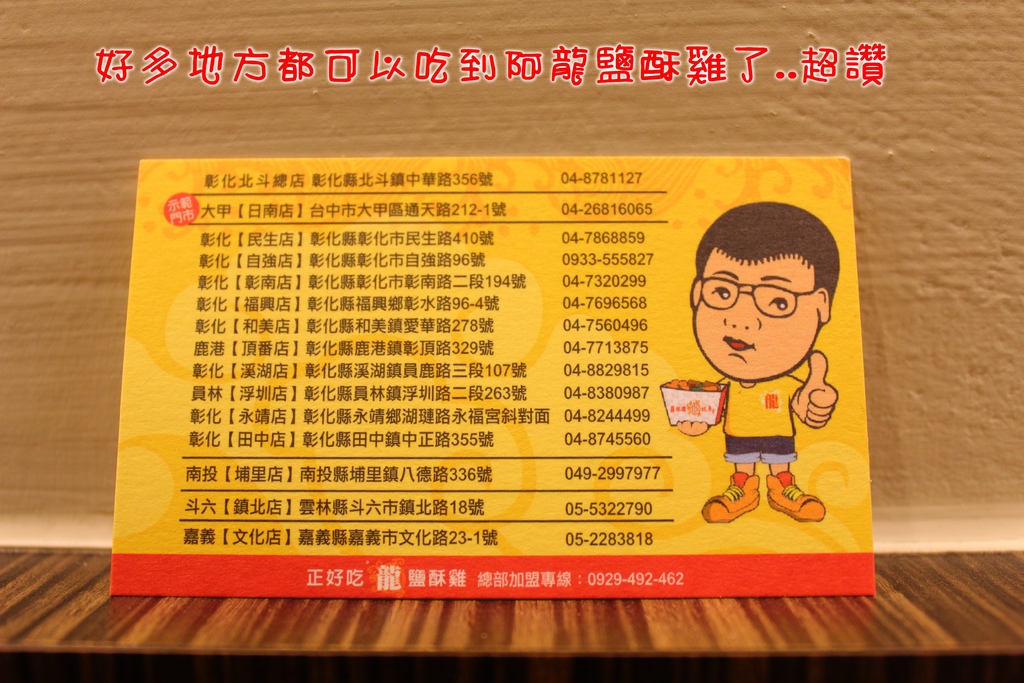 好多地方都可以吃到阿龍鹽酥雞了..超讚
彰化北斗總店 彰化縣北斗鎮中華路356號 04-8781127
示範
門市
大甲【日南店】台中市大甲區通天路212-1號 04-26816065
彰化【民生店】彰化縣彰化市民生路410號 04-7868859
彰化【自強店】彰化縣彰化市自強路96號 0933-555827
彰化【彰南店】彰化縣彰化市彰南路二段194號 04-7320299
彰化【福興店】彰化縣福興鄉彰水路96-4號 04-7696568
彰化【和美店】彰化縣和美鎮愛華路278號 04-7560496
鹿港【頂番店】彰化縣鹿港鎮彰頂路329號 04-7713875
彰化【溪湖店】彰化縣溪湖鎮員鹿路三段107號 04-8829815
員林【浮圳店】彰化縣員林鎮浮圳路二段263號 04-8380987
彰化【永靖店】彰化縣永靖鄉湖璉路永福宮斜對面 04-8244499
彰化【田中店】彰化縣田中鎮中正路355號 04-8745560
南投【埔里店】南投縣埔里鎮八德路336號 049-2997977
斗六【鎮北店】雲林縣斗六市鎮北路18號 05-5322790
嘉義【文化店】嘉義縣嘉義市文化路23-1號 05-2283818
龍
正好吃 龍 鹽酥雞 總部加盟專線：0929-492-462